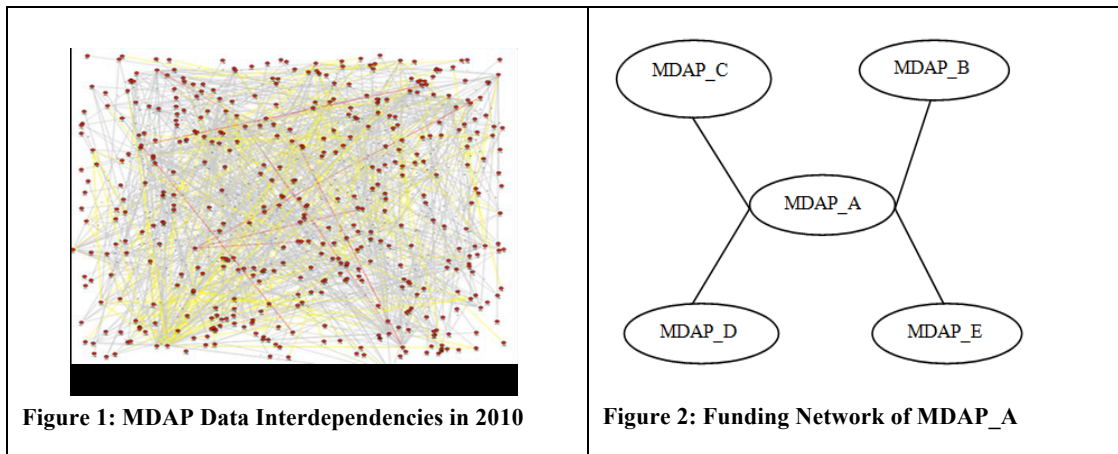 MDAP_C
MDAP_B
MDAP_A
MDAP_D
MDAP_E
Figure 1: MDAP Data Interdependencies in 2010
Figure 2: Funding Network of MDAP_A